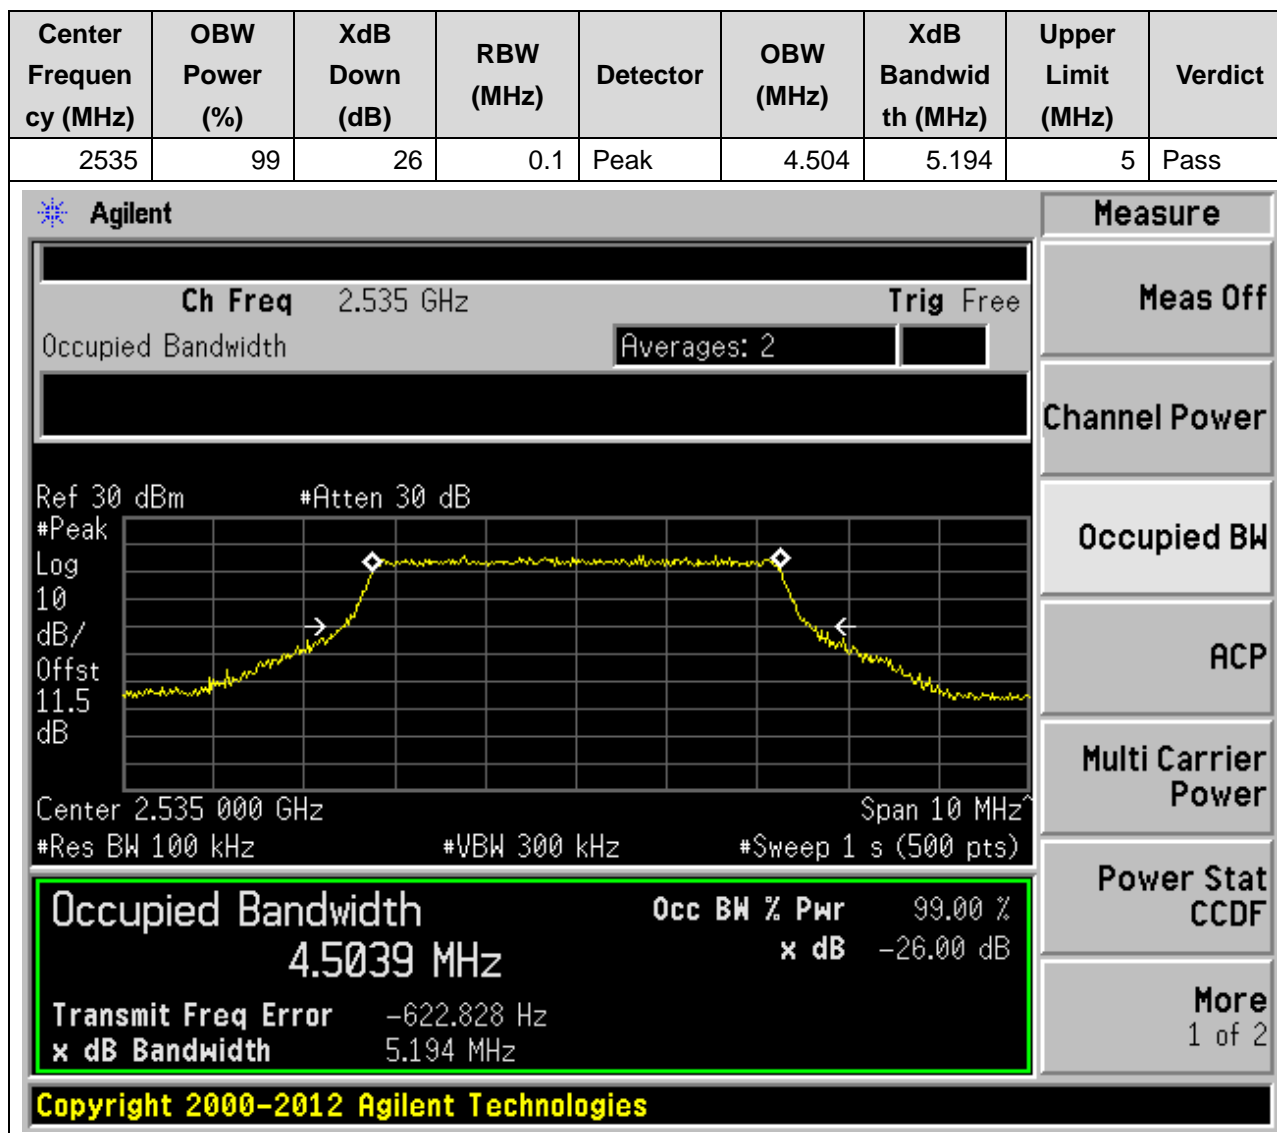 Center Frequen cy (MHz)
OBW Power (%)
XdB Down (dB)
RBW (MHz)
Detector
OBW (MHz)
XdB Bandwid th (MHz)
Upper Limit (MHz)
Verdict
2535 99 26 0.1 Peak 4.504 5.194 5 Pass
Agilent
Ch Freq 2.535 GHz Trig Free
Occupied Bandwidth Averages: 2
Ref 30 dBm #Atten 30 dB
#Peak
Log
10
dB/
Offst
11.5
dB
Center 2.535 000 GHz Span 10 MHz^
#Res BW 100 kHz #VBW 300 kHz #Sweep 1 s (500 pts)
Occupied Bandwidth Occ BW % Pwr 99.00 %
4.5039 MHz x dB -26.00 dB
Transmit Freq Error -622.828 Hz
x dB Bandwidth 5.194 MHz
Copyright 2000-2012 Agilent Technologies
Measure
Meas Off
Channel Power
Occupied BW
ACP
Multi Carrier
Power
Power Stat
CCDF
More
1 of 2